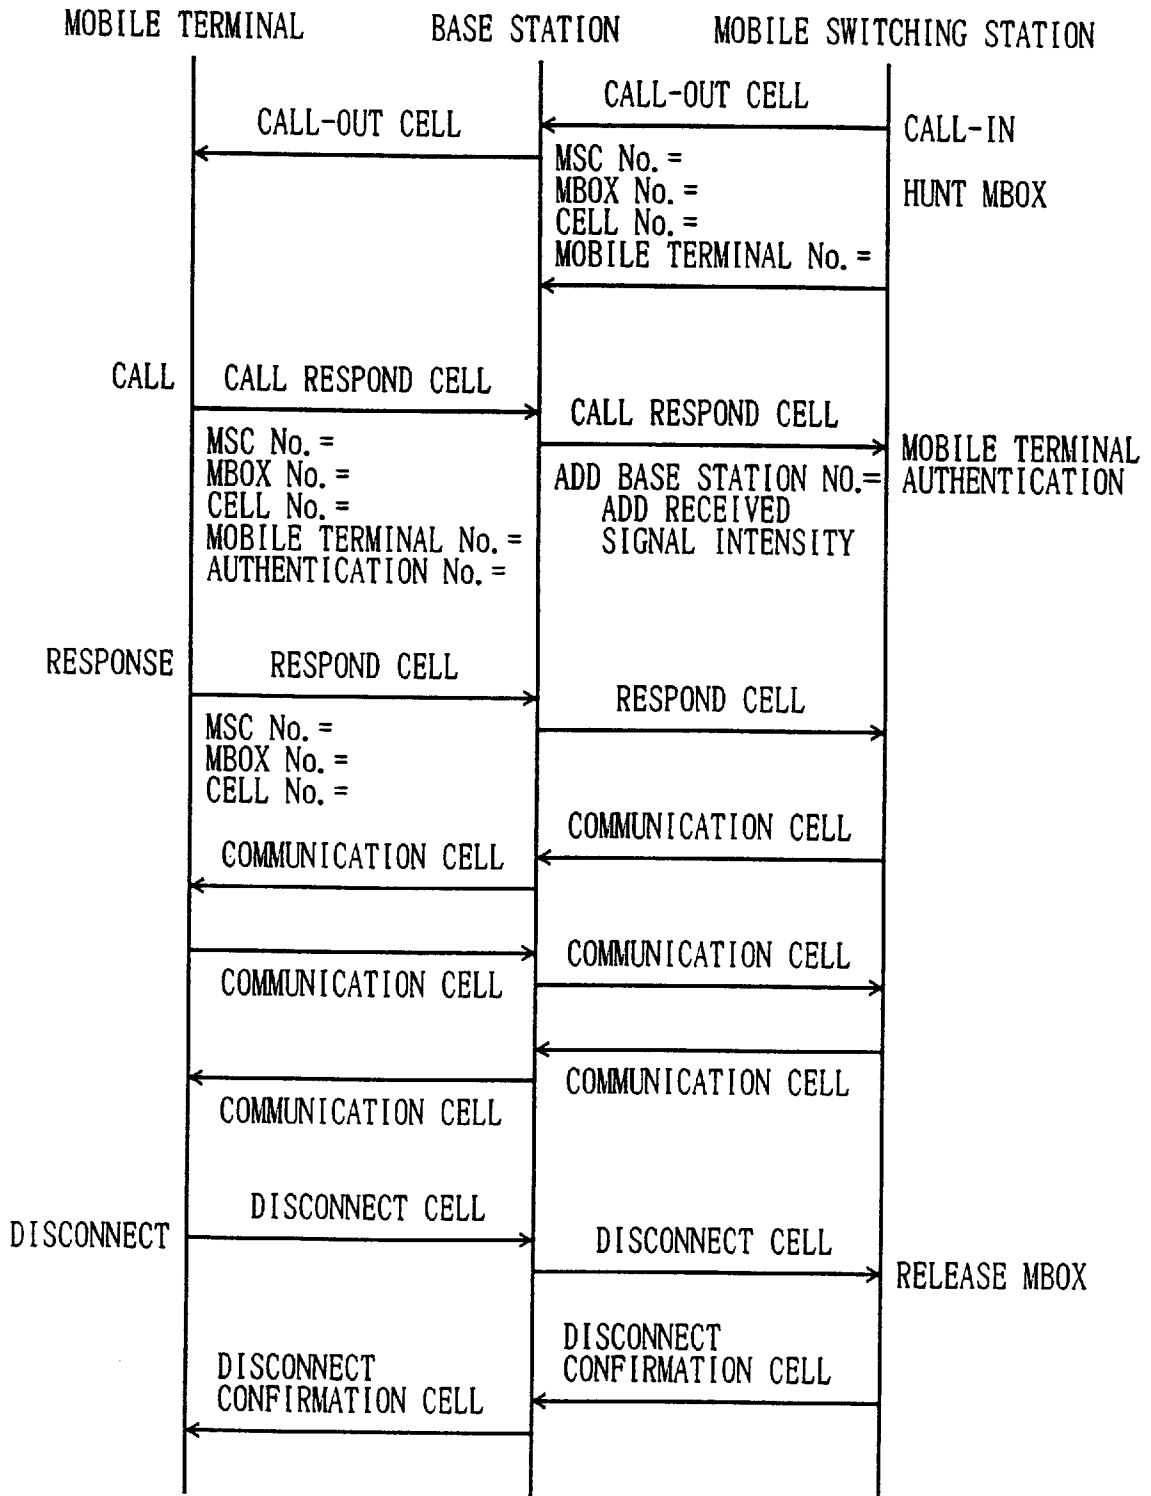 MOBILE TERMINAL
BASE STATION
MOBILE SWITCHING STATION
CALL-OUT CELL
CALL-OUT CELL
CALL-IN
MSC No. =
MBOX No. =
CELL No. =
MOBILE TERMINAL No. =
HUNT MBOX
CALL
CALL RESPOND CELL
CALL RESPOND CELL
MSC No. =
MBOX No. =
CELL No. =
MOBILE TERMINAL No. =
AUTHENTICATION No. =
ADD BASE STATION NO.=
ADD RECEIVED
SIGNAL INTENSITY
MOBILE TERMINAL
AUTHENTICATION
RESPONSE
RESPOND CELL
RESPOND CELL
MSC No. =
MBOX No. =
CELL No. =
COMMUNICATION CELL
COMMUNICATION CELL
COMMUNICATION CELL
COMMUNICATION CELL
COMMUNICATION CELL
COMMUNICATION CELL
DISCONNECT
DISCONNECT CELL
DISCONNECT CELL
RELEASE MBOX
DISCONNECT
CONFIRMATION CELL
DISCONNECT
CONFIRMATION CELL